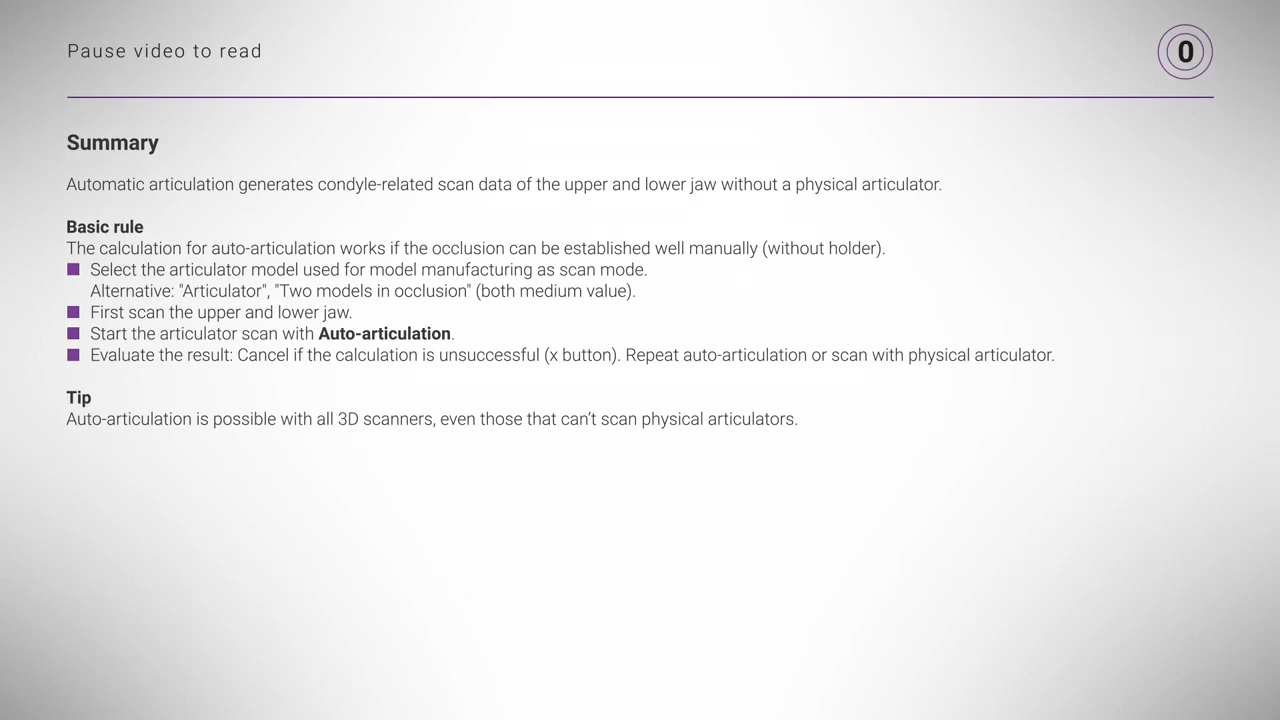 Pause video to read
0
Summary
Automatic articulation generates condyle-related scan data of the upper and lower jaw without a physical articulator.
Basic rule
The calculation for auto-articulation works if the occlusion can be established well manually (without holder).
Select the articulator model used for model manufacturing as scan mode.
Alternative: "Articulator", "Two models in occlusion" (both medium value).
First scan the upper and lower jaw.
Start the articulator scan with Auto-articulation.
Evaluate the result: Cancel if the calculation is unsuccessful (x button). Repeat auto-articulation or scan with physical articulator.
Tip
Auto-articulation is possible with all 3D scanners, even those that can't scan physical articulators.